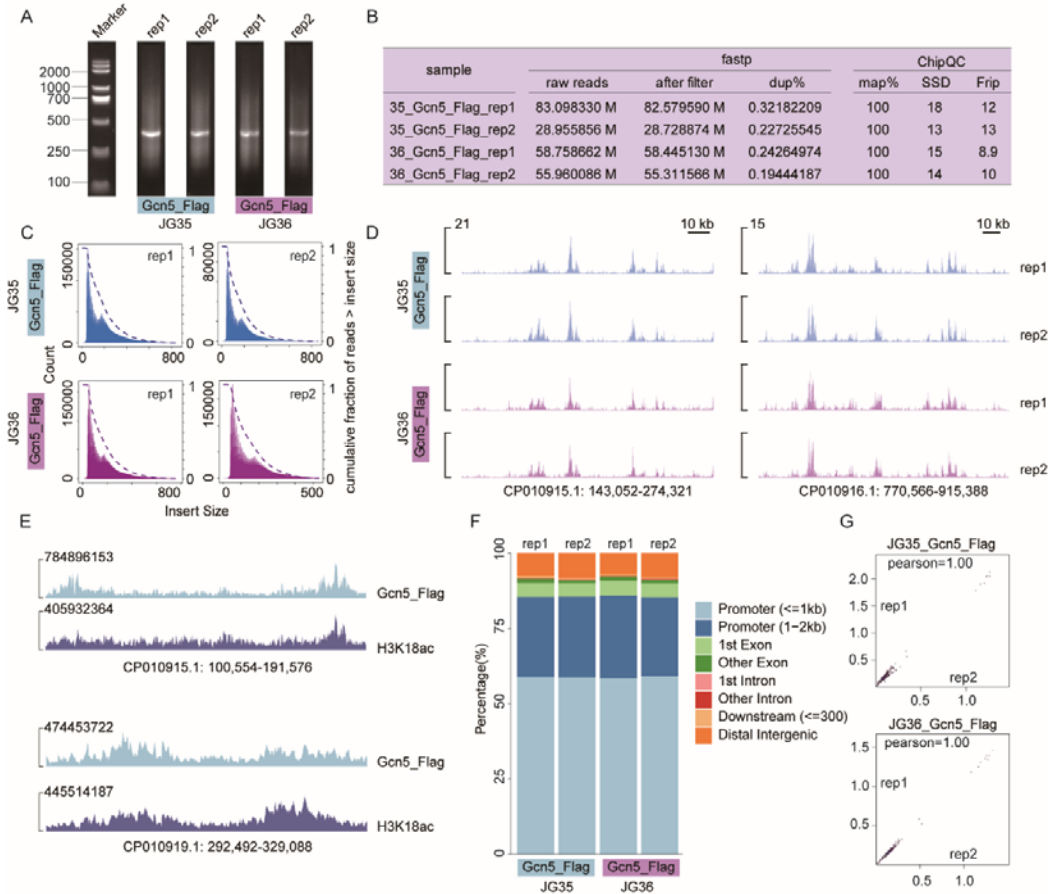 A
Marker
rep1
rep2
rep1
rep2
2000
1000
700
500
250
100
Gcn5_Flag
Gcn5_Flag
JG35
JG36
B
sample
fastp
ChipQC
raw reads
after filter
dup%
map%
SSD
Frip
35_Gcn5_Flag_rep1 83.098330 M 82.579590 M 0.32182209 100 18 12
35_Gcn5_Flag_rep2 28.955856 M 28.728874 M 0.22725545 100 13 13
36_Gcn5_Flag_rep1 58.758662 M 58.445130 M 0.24264974 100 15 8.9
36_Gcn5_Flag_rep2 55.960086 M 55.311566 M 0.19444187 100 14 10
C
JG35
Gcn5_Flag
JG36
Gcn5_Flag
Count
150000
0
rep1
1
0
0
800
80000
0
rep2
1
0
0
800
150000
0
rep1
1
0
0
800
150000
0
rep2
1
0
0
500
Insert Size
cumulative fraction of reads > insert size
D
21
10 kb
15
10 kb
JG35
Gcn5_Flag
JG36
Gcn5_Flag
rep1
rep2
rep1
rep2
CP010915.1: 143,052-274,321
CP010916.1: 770,566-915,388
E
784896153
Gcn5_Flag
405932364
H3K18ac
CP010915.1: 100,554-191,576
474453722
Gcn5_Flag
445514187
H3K18ac
CP010919.1: 292,492-329,088
F
rep1 rep2 rep1 rep2
Percentage(%)
100
75
50
25
0
Gcn5_Flag
Gcn5_Flag
JG35
JG36
Promoter (<=1kb)
Promoter (1-2kb)
1st Exon
Other Exon
1st Intron
Other Intron
Downstream (<=300)
Distal Intergenic
G
JG35_Gcn5_Flag
pearson=1.00
2.0
1.5
0.5
rep1
rep2
0.5
1.0
JG36_Gcn5_Flag
pearson=1.00
1.5
1.0
0.5
rep1
rep2
0.5
1.0